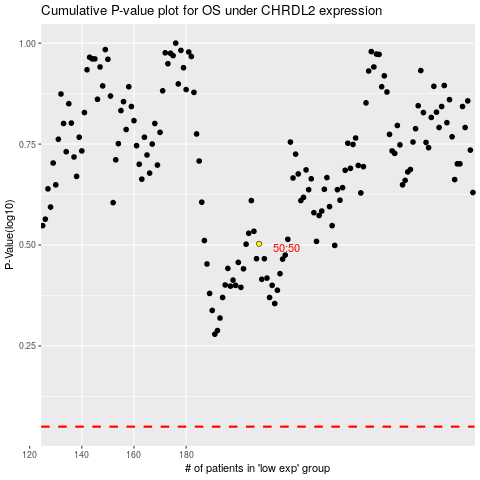 Cumulative P-value plot for OS under CHRDL2 expression
P-Value(log10)
1.00
0.75
0.50
0.25
50:50
120 140 160 180
# of patients in 'low exp' group